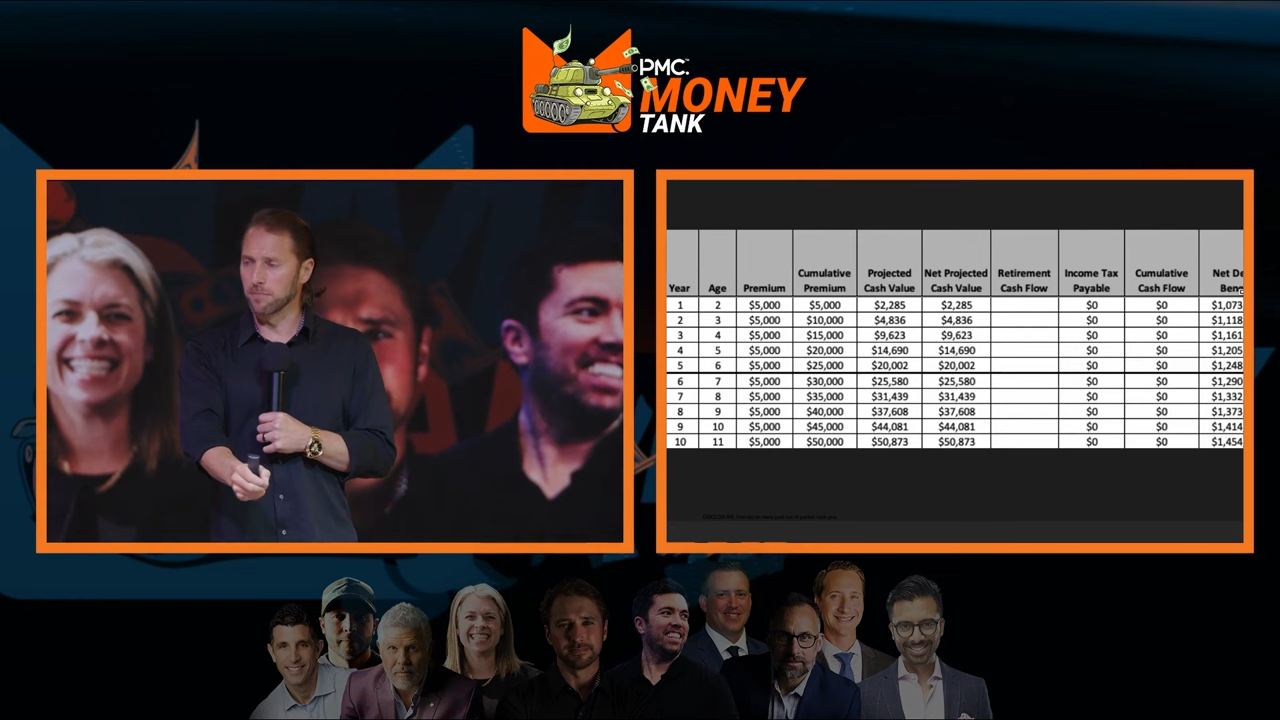 PMC.™
MONEY
TANK
Year Age Premium Cumulative Premium Projected Cash Value Net Projected Cash Value Retirement Cash Flow Income Tax Payable Cumulative Cash Flow Net De Bene
1 2 $5,000 $5,000 $2,285 $2,285 $0 $0 $1,073
2 3 $5,000 $10,000 $4,836 $4,836 $0 $0 $1,118
3 4 $5,000 $15,000 $9,623 $9,623 $0 $0 $1,161
4 5 $5,000 $20,000 $14,690 $14,690 $0 $0 $1,205
5 6 $5,000 $25,000 $20,002 $20,002 $0 $0 $1,248
6 7 $5,000 $30,000 $25,580 $25,580 $0 $0 $1,290
7 8 $5,000 $35,000 $31,439 $31,439 $0 $0 $1,332
8 9 $5,000 $40,000 $37,608 $37,608 $0 $0 $1,373
9 10 $5,000 $45,000 $44,081 $44,081 $0 $0 $1,414
10 11 $5,000 $50,000 $50,873 $50,873 $0 $0 $1,454